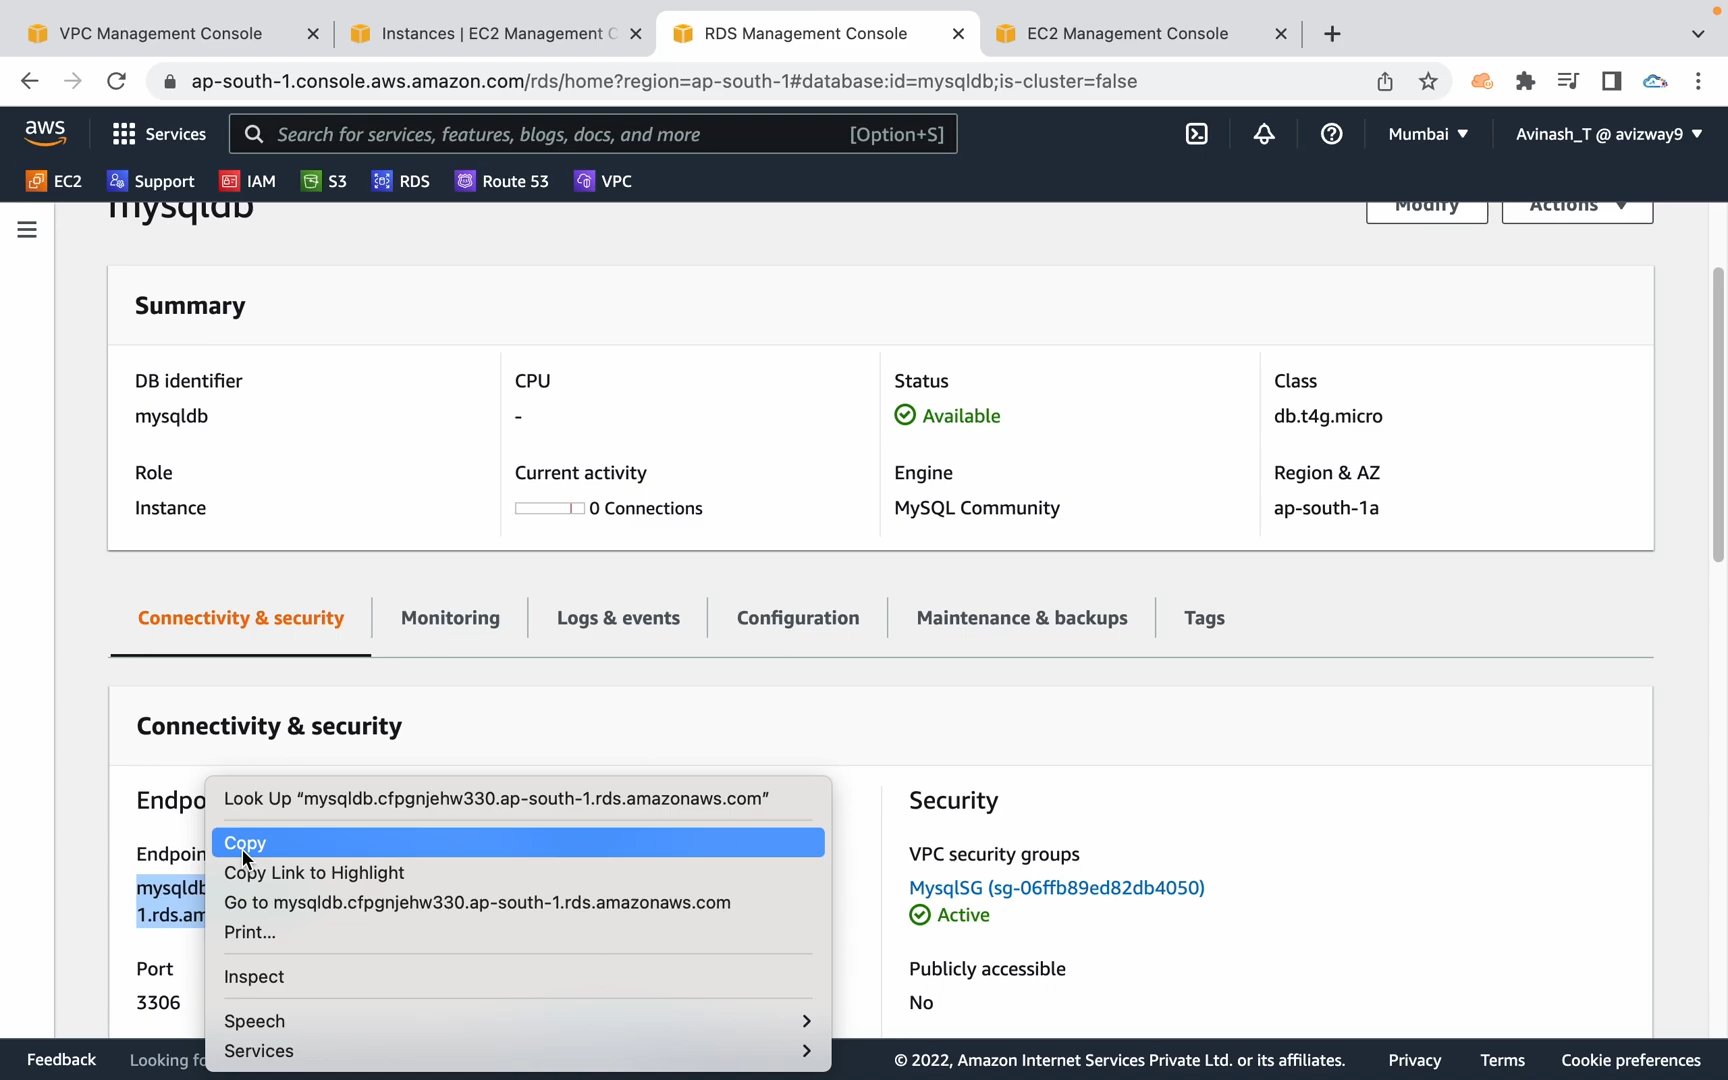 VPC Management Console
Instances | EC2 Management C
RDS Management Console
EC2 Management Console
ap-south-1.console.aws.amazon.com/rds/home?region=ap-south-1#database:id=mysqldb;is-cluster=false
aws
Services
Search for services, features, blogs, docs, and more
[Option+S]
Mumbai
Avinash_T @ avizway9
EC2
Support
IAM
S3
RDS
Route 53
VPC
mysqldb
Modify
Actions
Summary
DB identifier
mysqldb
CPU
-
Status
Available
Class
db.t4g.micro
Role
Instance
Current activity
0 Connections
Engine
MySQL Community
Region & AZ
ap-south-1a
Connectivity & security
Monitoring
Logs & events
Configuration
Maintenance & backups
Tags
Connectivity & security
Endpo
Endpoin
mysqldb
1.rds.am
Port
3306
Look Up “mysqldb.cfpgnjehw330.ap-south-1.rds.amazonaws.com”
Copy
Copy Link to Highlight
Go to mysqldb.cfpgnjehw330.ap-south-1.rds.amazonaws.com
Print...
Inspect
Speech
Services
Security
VPC security groups
MysqlSG (sg-06ffb89ed82db4050)
Active
Publicly accessible
No
Feedback
Looking fo
© 2022, Amazon Internet Services Private Ltd. or its affiliates.
Privacy
Terms
Cookie preferences